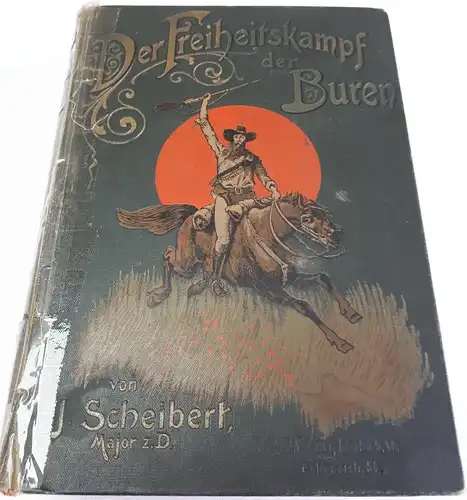 Der Freiheitskampf
der
Buren
von
J. Scheibert,
Major z. D.